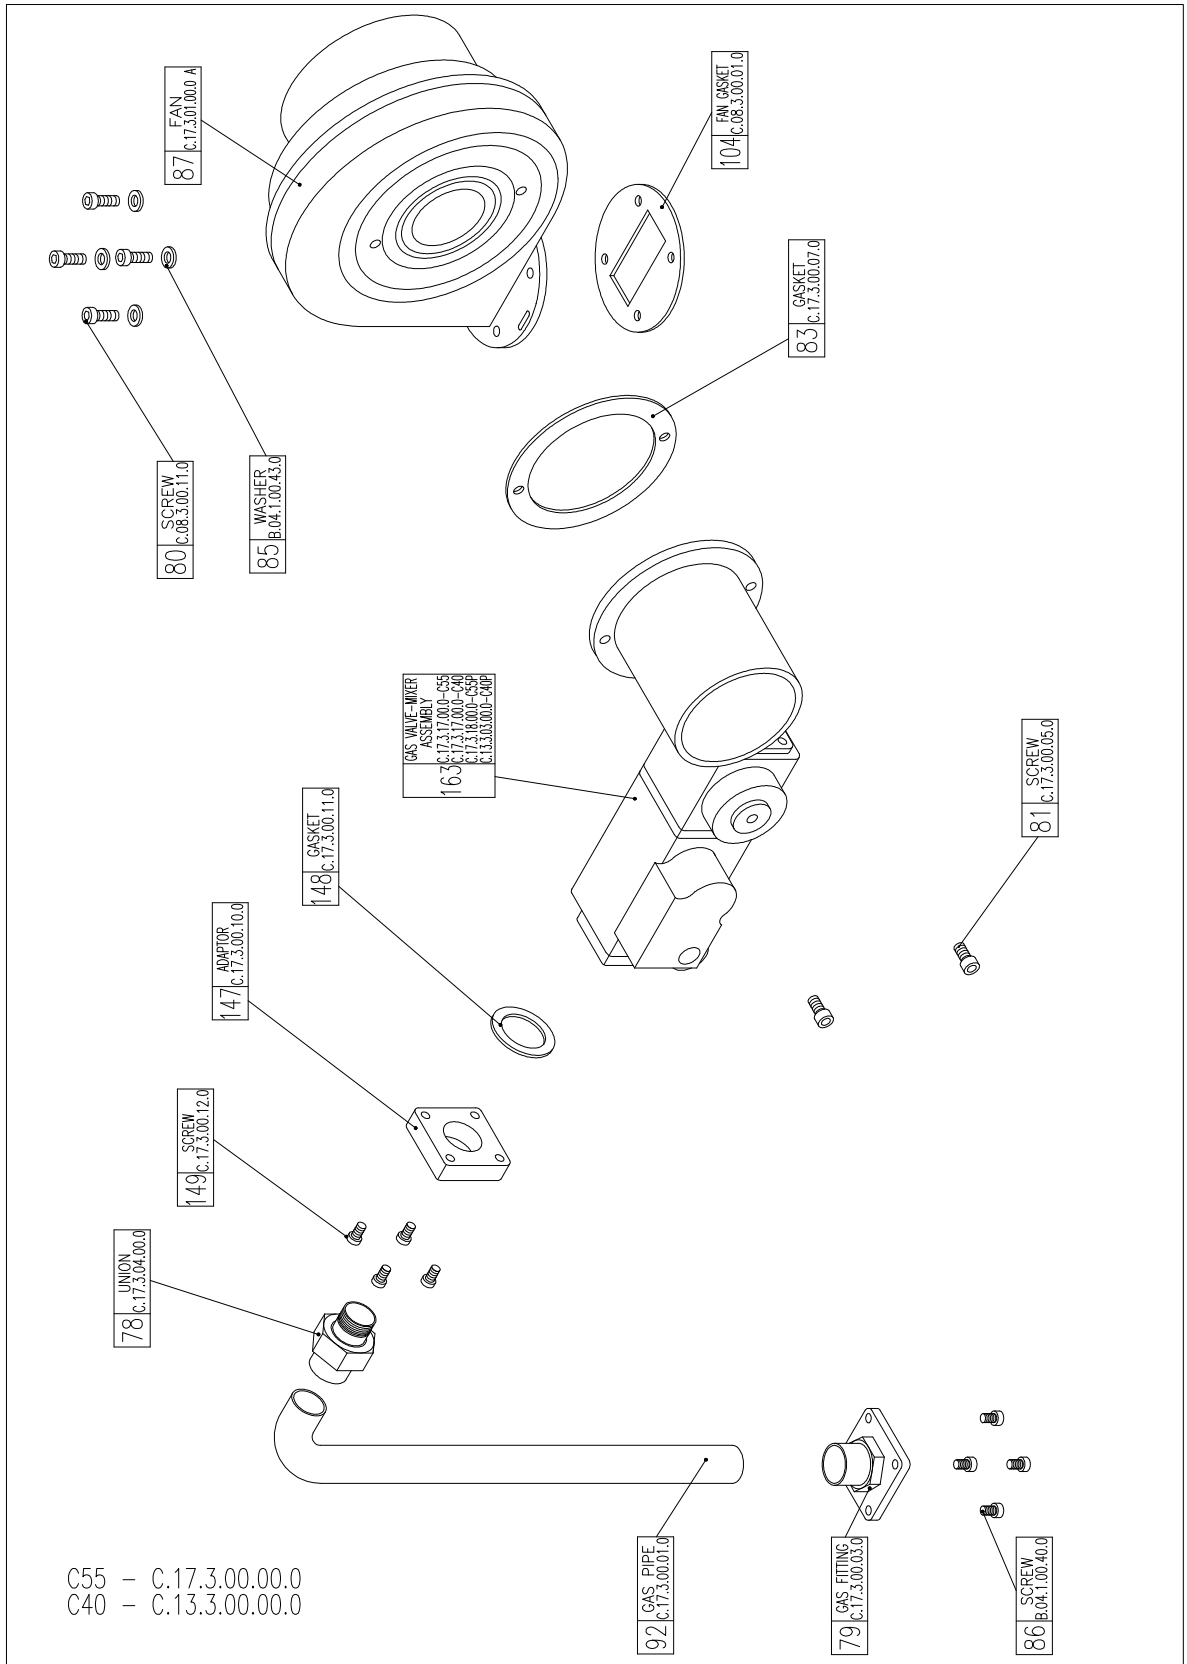 87
FAN
C.17.3.01.00.0 A
104
FAN GASKET
C.08.3.00.01.0
83
GASKET
C.17.3.00.07.0
80
SCREW
C.08.3.00.11.0
85
WASHER
B.04.1.00.43.0
163
GAS VALVE-MIXER
ASSEMBLY
C.17.3.17.00.0-C55
C.17.3.17.00.0-C40
C.17.3.18.00.0-C55P
C.13.3.03.00.0-C40P
81
SCREW
C.17.3.00.05.0
148
GASKET
C.17.3.00.11.0
147
ADAPTOR
C.17.3.00.10.0
149
SCREW
C.17.3.00.12.0
78
UNION
C.17.3.04.00.0
92
GAS PIPE
C.17.3.00.01.0
79
GAS FITTING
C.17.3.00.03.0
86
SCREW
B.04.1.00.40.0
C55 - C.17.3.00.00.0
C40 - C.13.3.00.00.0